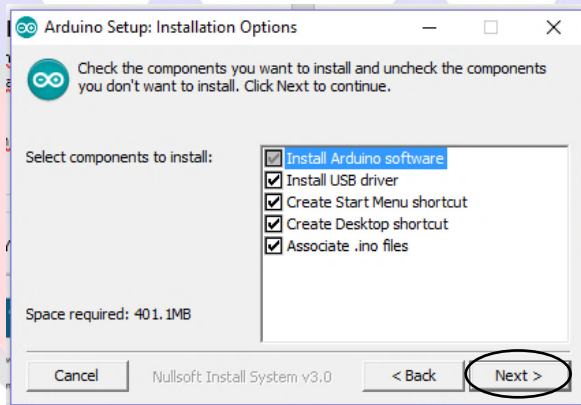 Arduino Setup: Installation Options
Check the components you want to install and uncheck the components
you don't want to install. Click Next to continue.
Select components to install:
Install Arduino software
Install USB driver
Create Start Menu shortcut
Create Desktop shortcut
Associate .ino files
Space required: 401.1MB
Cancel
Nullsoft Install System v3.0
< Back
Next >